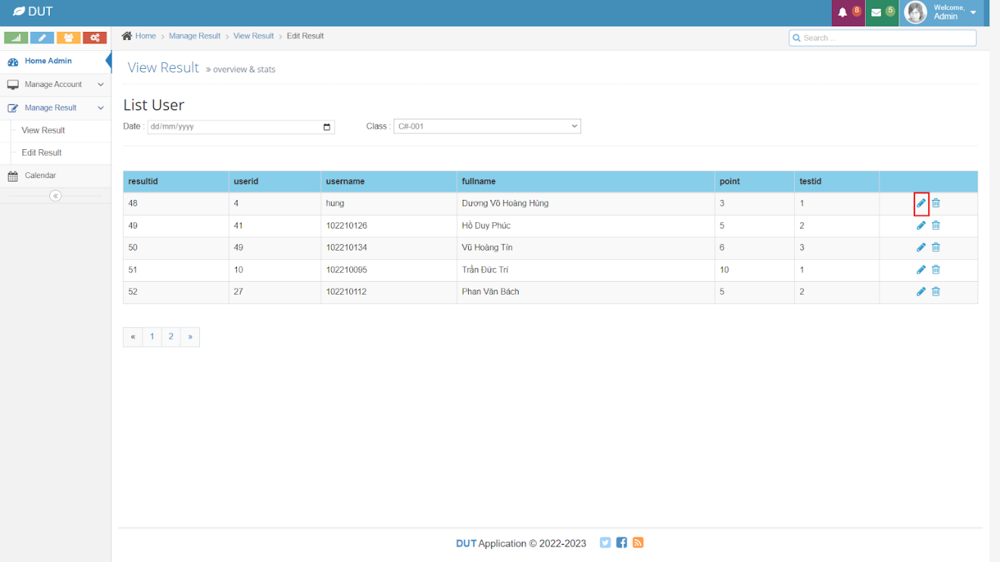 DUT
8
5
Welcome,
Admin
Home > Manage Result > View Result > Edit Result
Search ...
Home Admin
Manage Account
Manage Result
View Result
Edit Result
Calendar
«
View Result » overview & stats
List User
Date : dd/mm/yyyy Class : C#-001
resultid userid username fullname point testid
48 4 hung Dương Võ Hoàng Hùng 3 1
49 41 102210126 Hồ Duy Phúc 5 2
50 49 102210134 Vũ Hoàng Tín 6 3
51 10 102210095 Trần Đức Trí 10 1
52 27 102210112 Phan Văn Bách 5 2
« 1 2 »
DUT Application © 2022-2023